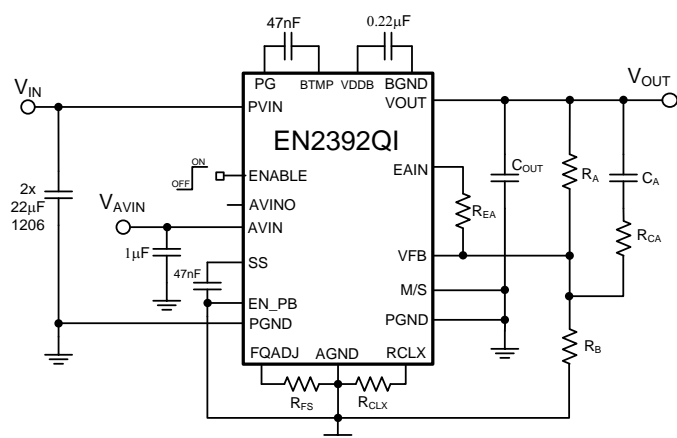 47nF
0.22µF
PG
BTMP
VDDB
BGND
VIN
VOUT
PVIN
VOUT
EN2392QI
ON
OFF
ENABLE
EAIN
COUT
RA
CA
2x
22µF
1206
VAVIN
AVINO
REA
AVIN
RCA
1µF
47nF
SS
VFB
EN_PB
M/S
PGND
PGND
RB
FQADJ
AGND
RCLX
RFS
RCLX